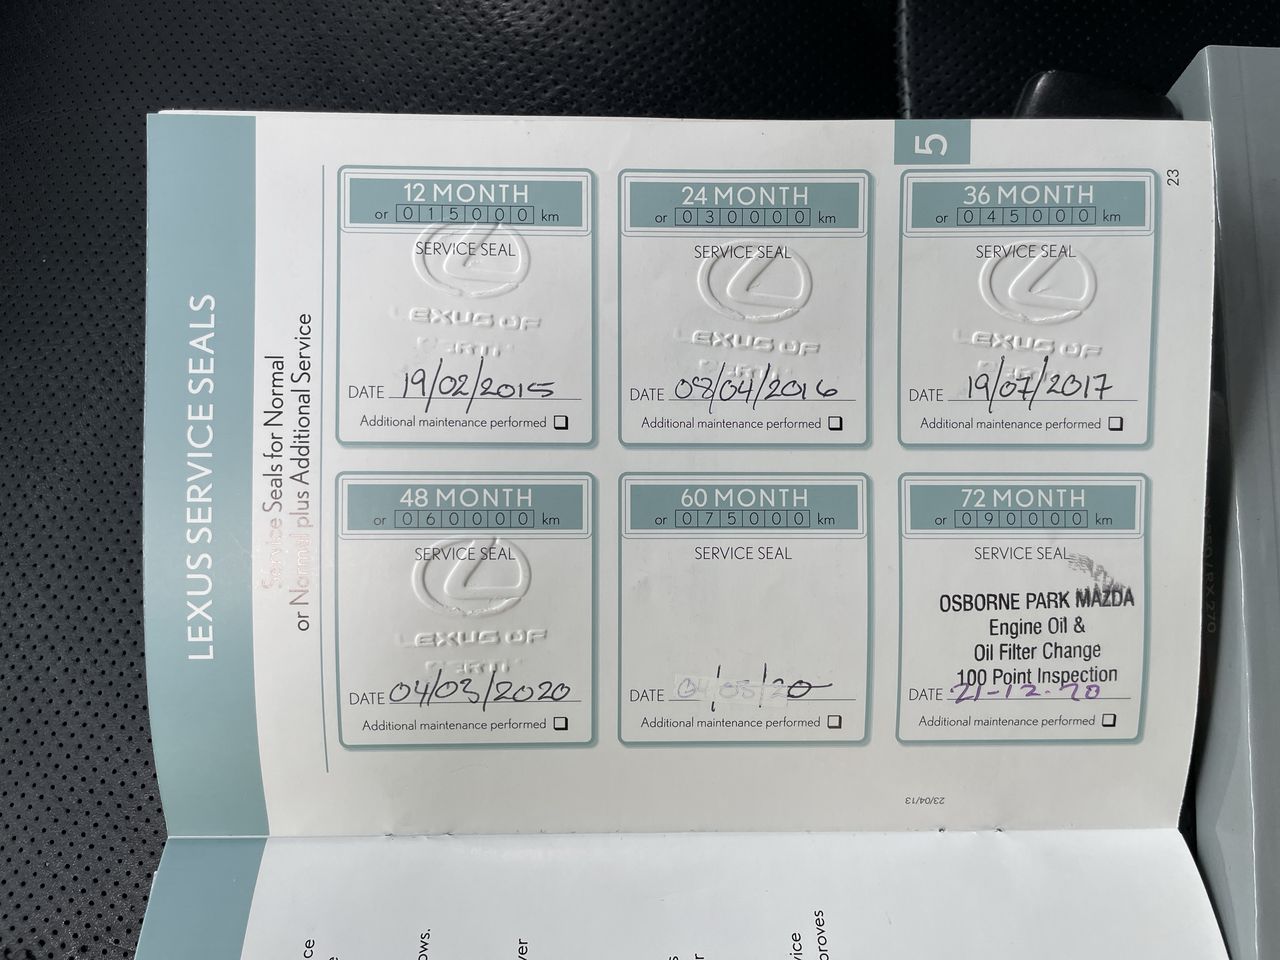 LEXUS SERVICE SEALS
Service Seals for Normal
or Normal plus Additional Service
5
23
12 MONTH
or 015000 km
SERVICE SEAL
LEXUS OF
PERTH
DATE 19/02/2015
Additional maintenance performed
24 MONTH
or 030000 km
SERVICE SEAL
LEXUS OF
PERTH
DATE 08/04/2016
Additional maintenance performed
36 MONTH
or 045000 km
SERVICE SEAL
LEXUS OF
PERTH
DATE 19/07/2017
Additional maintenance performed
48 MONTH
or 060000 km
SERVICE SEAL
LEXUS OF
PERTH
DATE 04/03/2020
Additional maintenance performed
60 MONTH
or 075000 km
SERVICE SEAL
DATE
Additional maintenance performed
72 MONTH
or 090000 km
SERVICE SEAL
OSBORNE PARK MAZDA
Engine Oil &
Oil Filter Change
100 Point Inspection
DATE 21-12-20
Additional maintenance performed
23/04/13
ows.